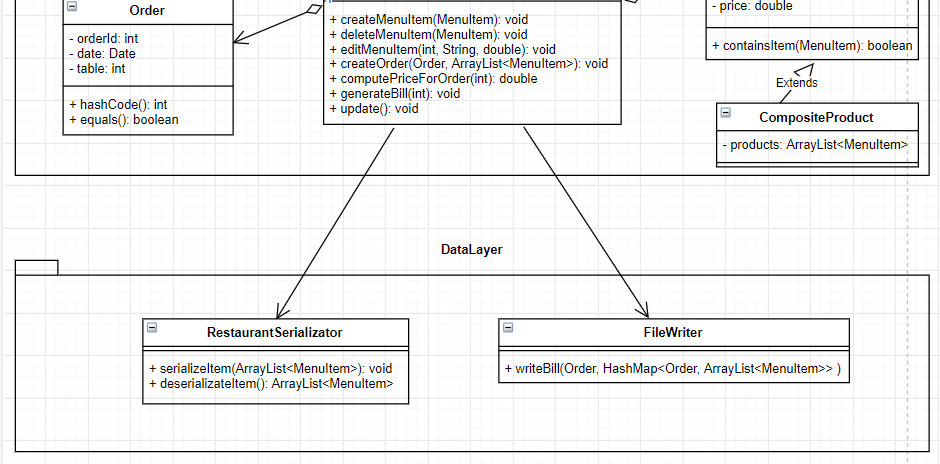 Order
- orderId: int
- date: Date
- table: int
+ hashCode(): int
+ equals(): boolean
+ createMenuItem(MenuItem): void
+ deleteMenuItem(MenuItem): void
+ editMenuItem(int, String, double): void
+ createOrder(Order, ArrayList<MenuItem>): void
+ computePriceForOrder(int): double
+ generateBill(int): void
+ update(): void
- price: double
+ containsItem(MenuItem): boolean
Extends
CompositeProduct
- products: ArrayList<MenuItem>
DataLayer
RestaurantSerializator
+ serializeItem(ArrayList<MenuItem>): void
+ deserializateItem(): ArrayList<MenuItem>
FileWriter
+ writeBill(Order, HashMap<Order, ArrayList<MenuItem>> )